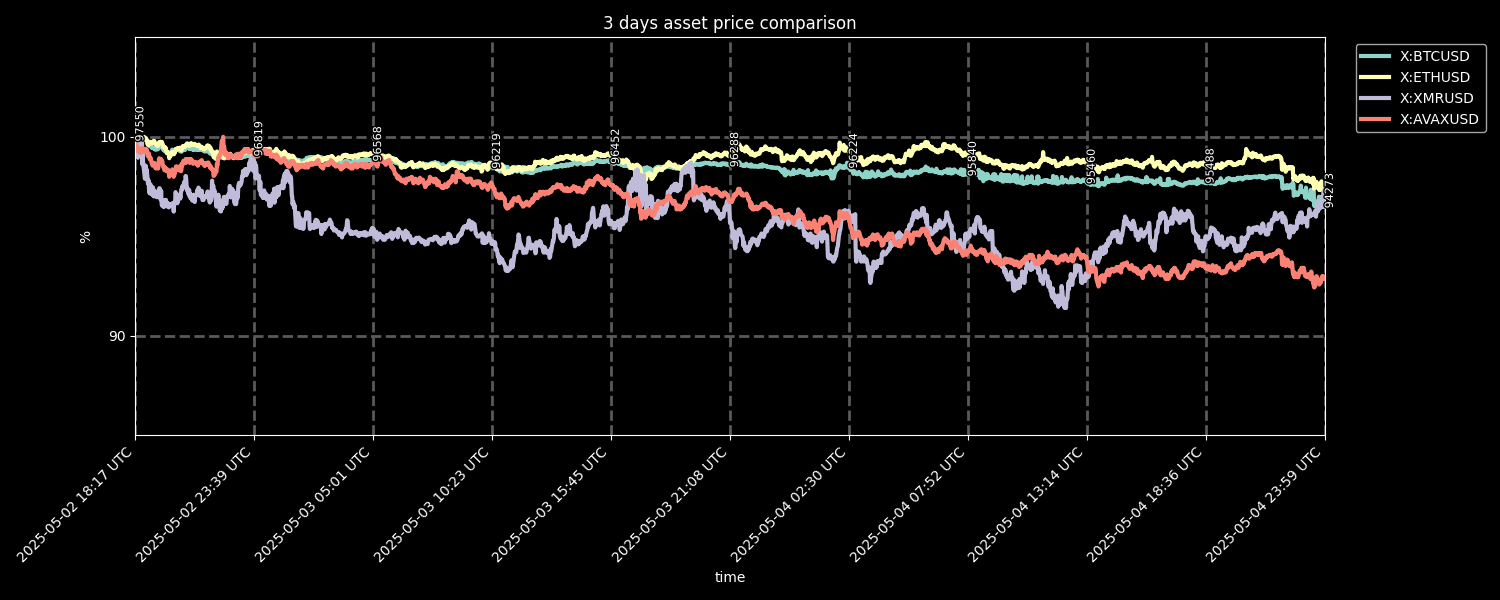 3 days asset price comparison
X:BTCUSD
X:ETHUSD
X:XMRUSD
X:AVAXUSD
100
90
%
97550
96819
96568
96219
96452
96288
96224
95840
95460
95488
94273
2025-05-02 18:17 UTC
2025-05-02 23:39 UTC
2025-05-03 05:01 UTC
2025-05-03 10:23 UTC
2025-05-03 15:45 UTC
2025-05-03 21:08 UTC
2025-05-04 02:30 UTC
2025-05-04 07:52 UTC
2025-05-04 13:14 UTC
2025-05-04 18:36 UTC
2025-05-04 23:59 UTC
time